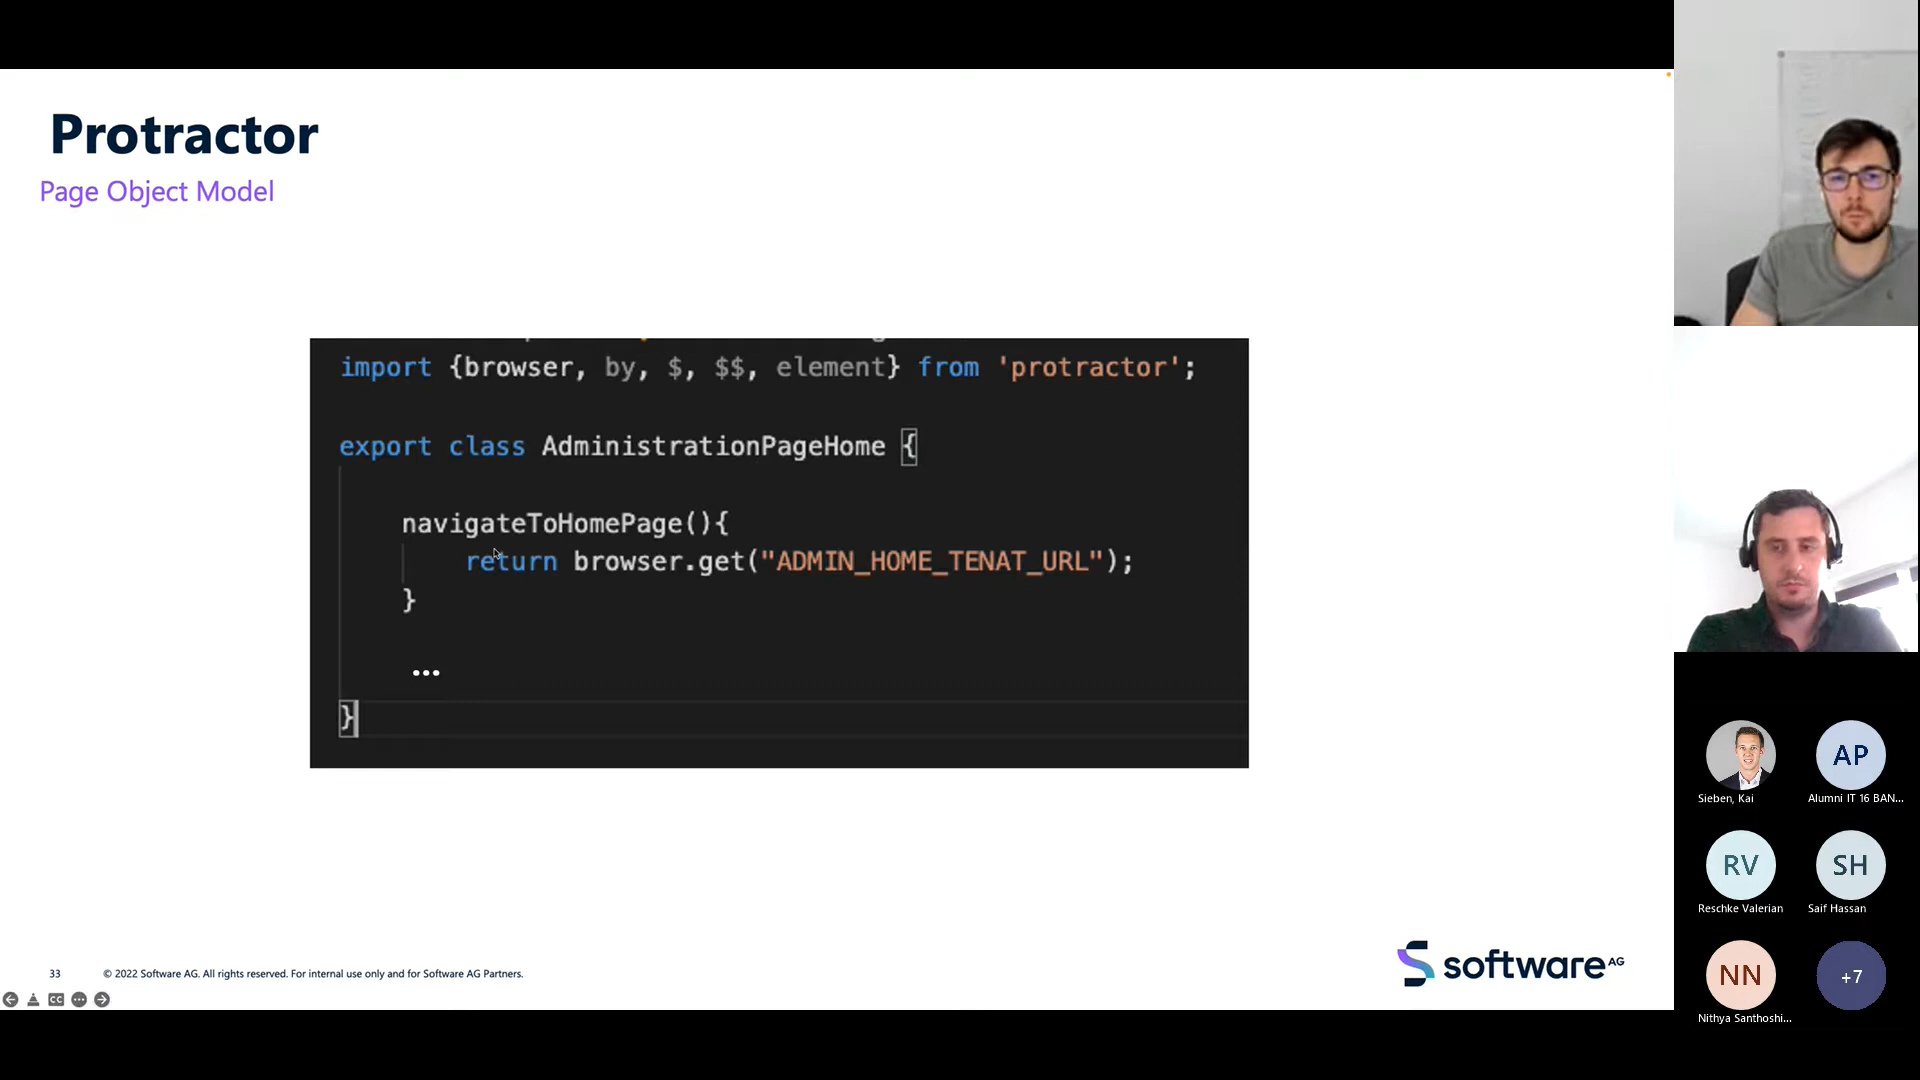 Protractor
Page Object Model
import {browser, by, $, $$, element} from 'protractor';
export class AdministrationPageHome {
navigateToHomePage(){
return browser.get("ADMIN_HOME_TENAT_URL");
}
...
}
33
© 2022 Software AG. All rights reserved. For internal use only and for Software AG Partners.
CC
software AG
Sieben, Kai
AP
Alumni IT 16 BAN...
RV
Reschke Valerian
SH
Saif Hassan
NN
Nithya Santhoshi...
+7